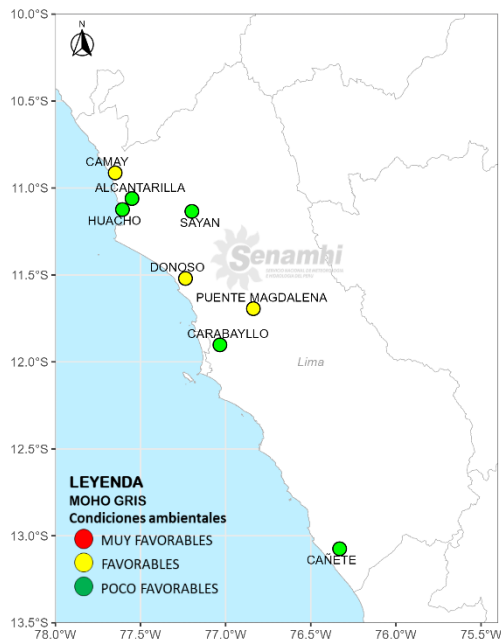 10.0°S
N
10.5°S
CAMAY
11.0°S
ALCANTARILLA
HUACHO
SAYAN
Senamhi
11.5°S
DONOSO
PUENTE MAGDALENA
CARABAYLLO
12.0°S
Lima
12.5°S
LEYENDA
MOHO GRIS
Condiciones ambientales
13.0°S
MUY FAVORABLES
CAÑETE
FAVORABLES
POCO FAVORABLES
13.5°S
78.0°W 77.5°W 77.0°W 76.5°W 76.0°W 75.5°W